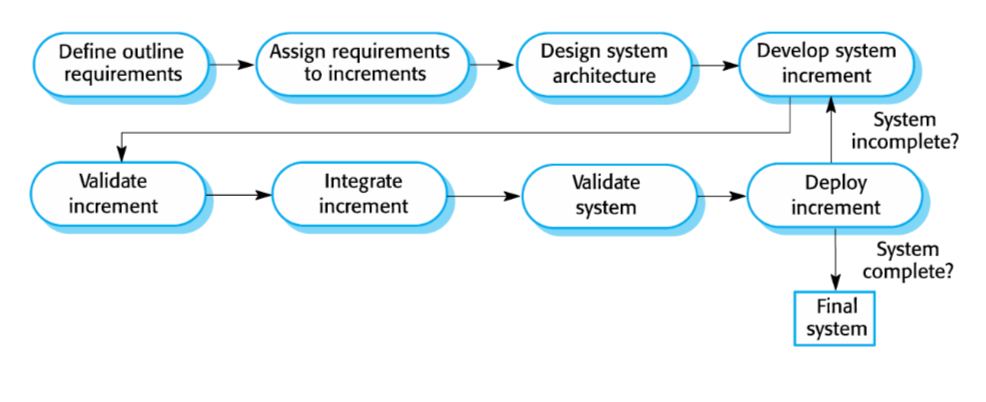 Define outline
requirements
Assign requirements
to increments
Design system
architecture
Develop system
increment
System
incomplete?
Validate
increment
Integrate
increment
Validate
system
Deploy
increment
System
complete?
Final
system